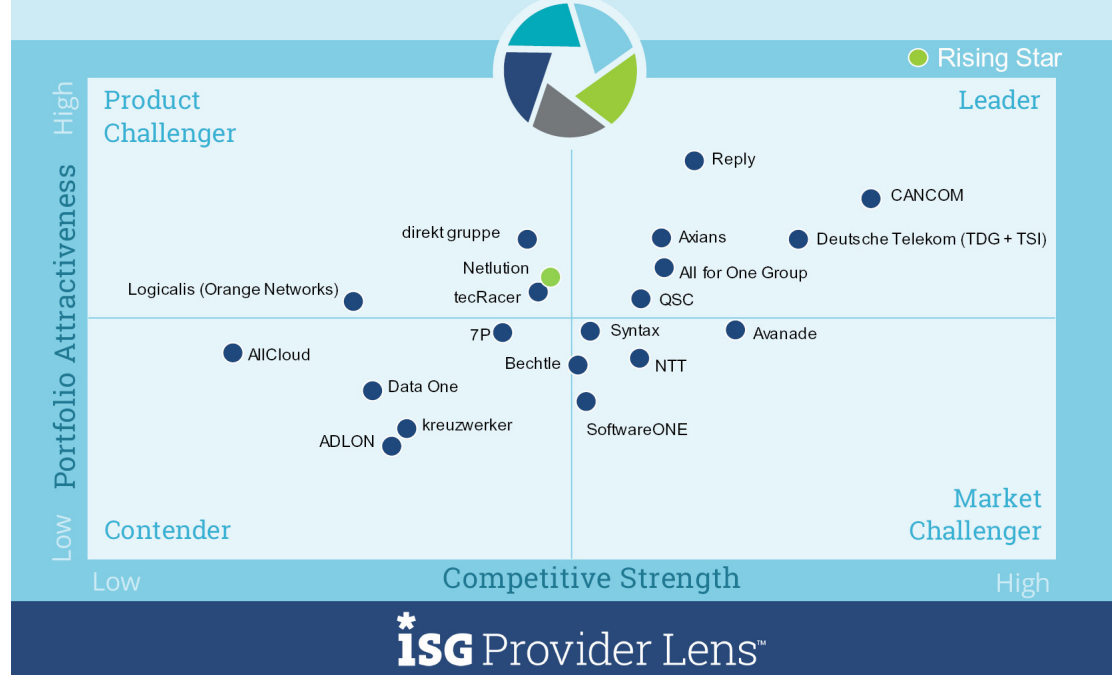 Rising Star
High
Product
Challenger
Leader
Reply
CANCOM
direkt gruppe
Axians
Deutsche Telekom (TDG + TSI)
Netlution
All for One Group
Logicalis (Orange Networks)
tecRacer
QSC
Portfolio Attractiveness
7P
Syntax
Avanade
AllCloud
Bechtle
NTT
Data One
kreuzwerker
SoftwareONE
ADLON
Low
Contender
Market
Challenger
Low
Competitive Strength
High
*ISG Provider Lens™